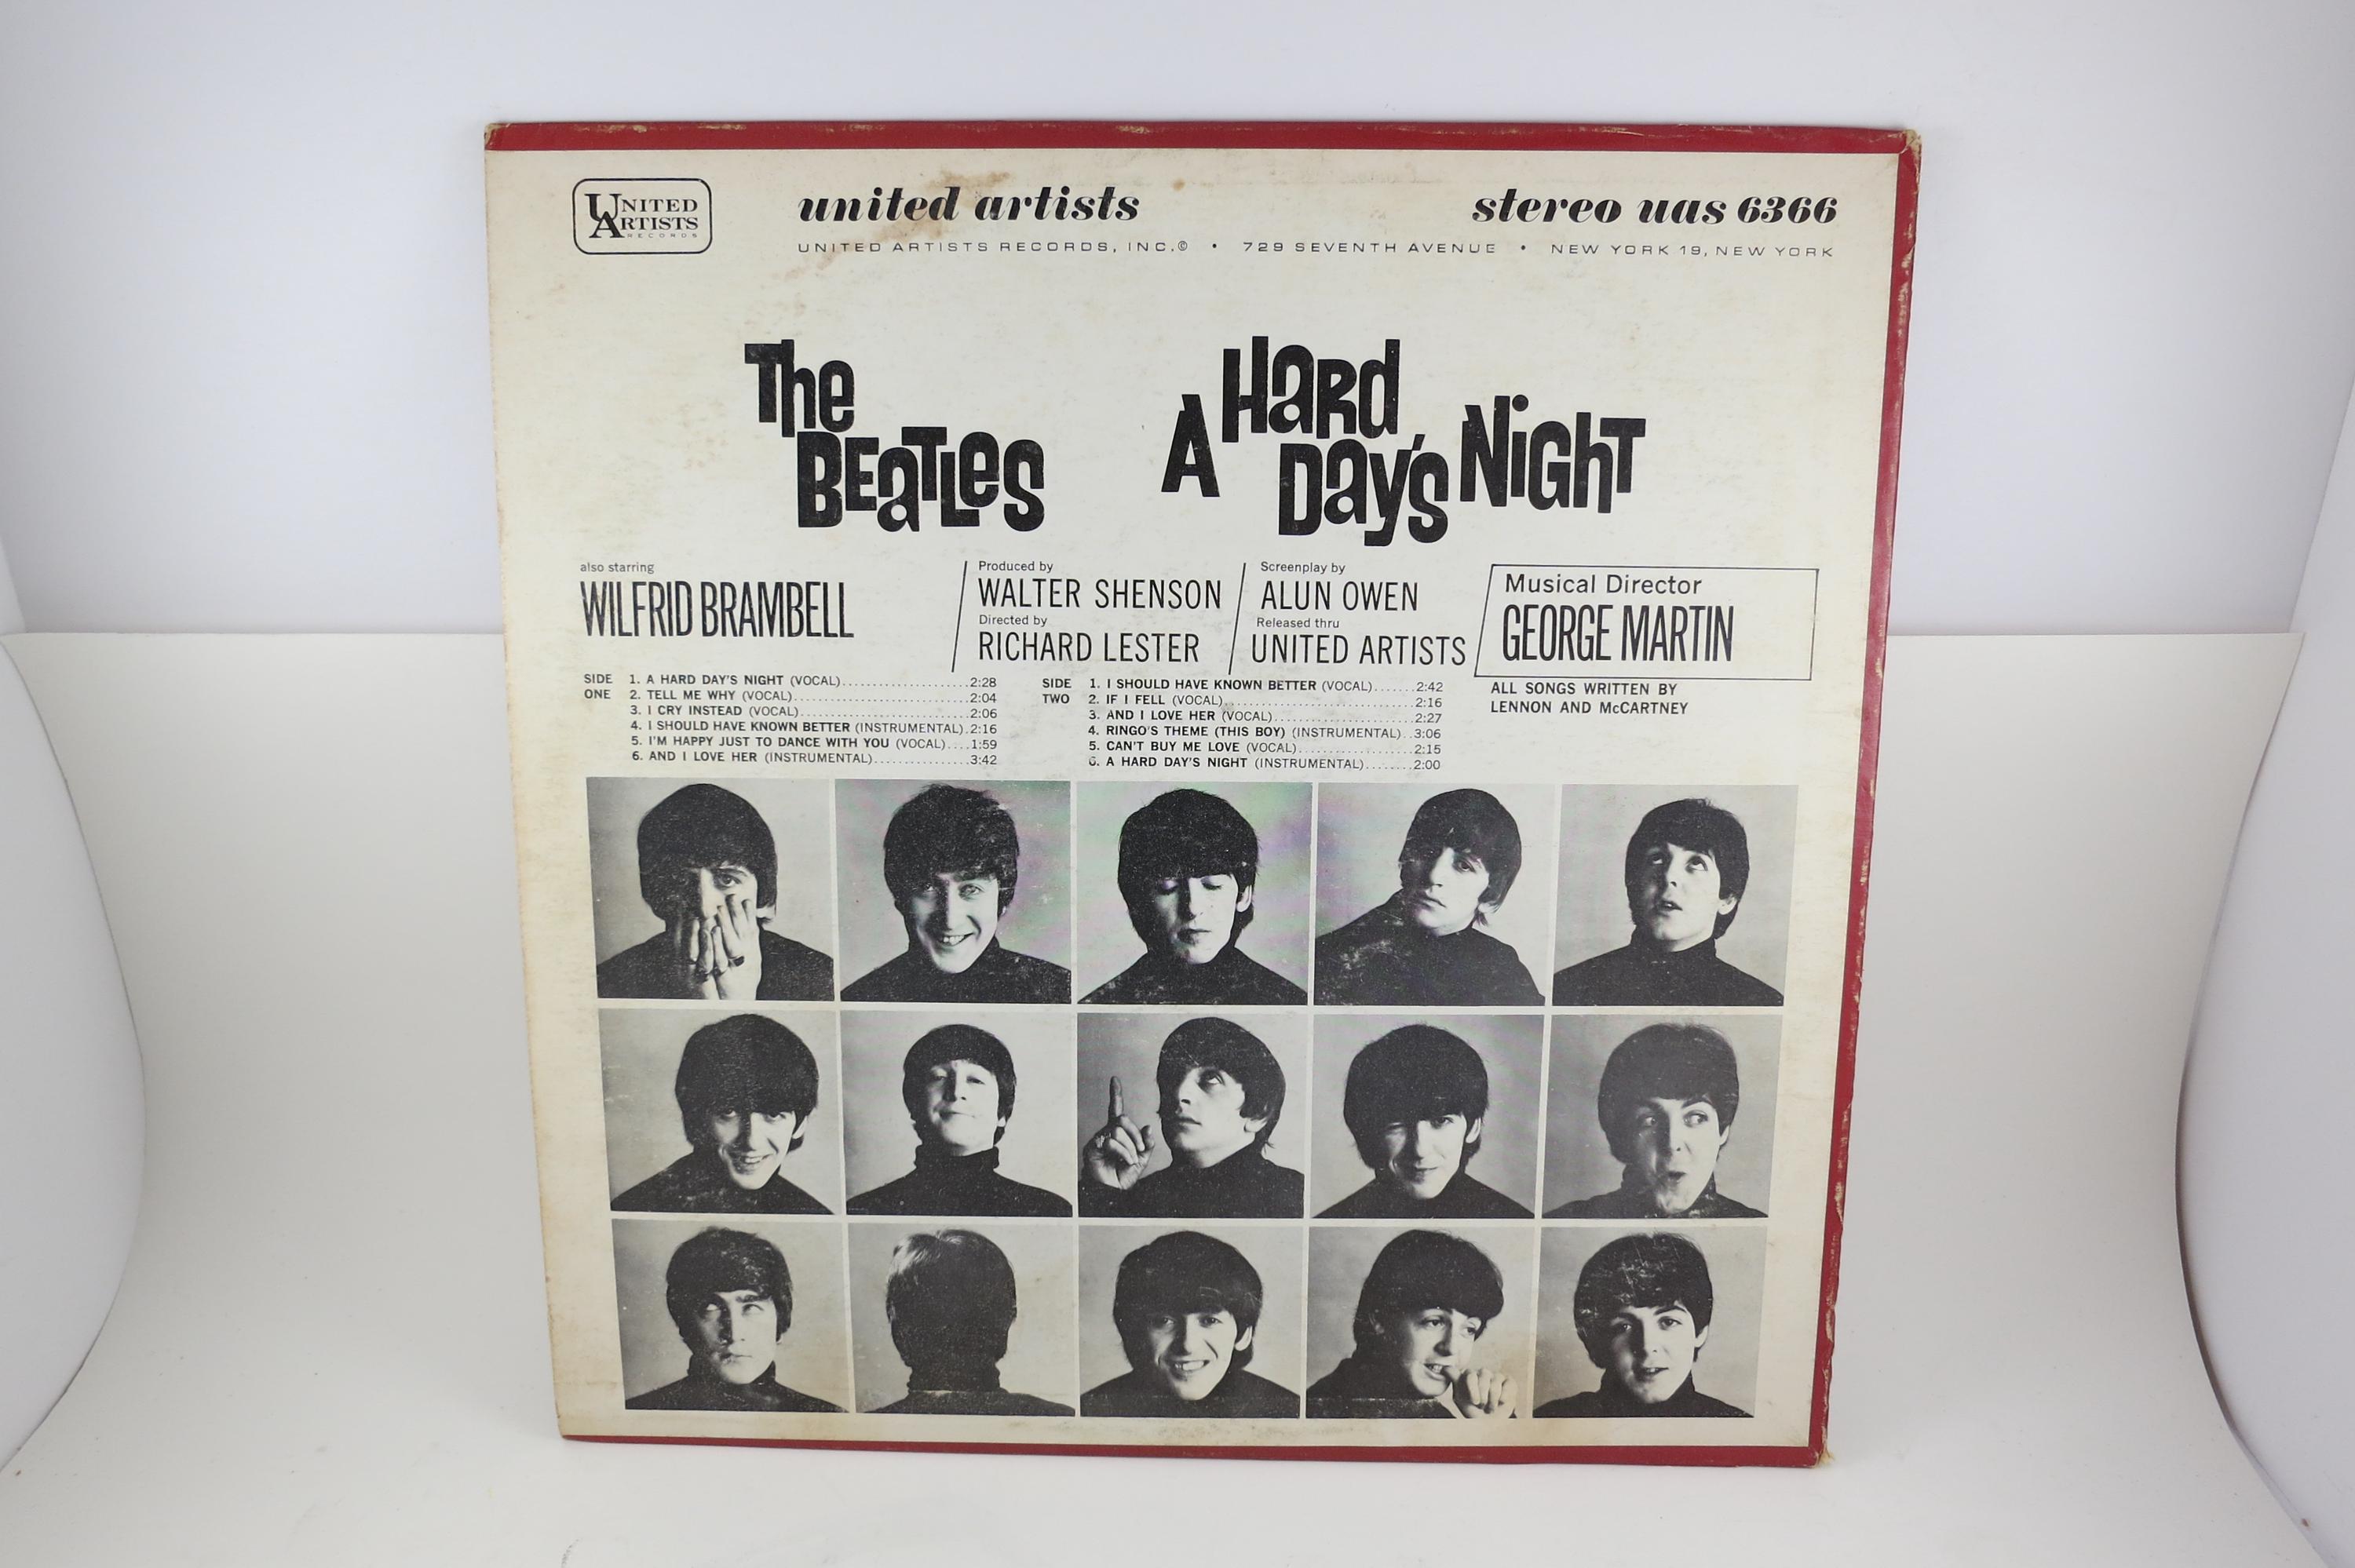 UNITED
ARTISTS
RECORDS
united artists
stereo uas 6366
UNITED ARTISTS RECORDS, INC.© • 729 SEVENTH AVENUE • NEW YORK 19, NEW YORK
The
BEATLES
A HARD
DAY'S NIGHT
also starring
WILFRID BRAMBELL
Produced by
WALTER SHENSON
Directed by
RICHARD LESTER
Screenplay by
ALUN OWEN
Released thru
UNITED ARTISTS
Musical Director
GEORGE MARTIN
SIDE 1. A HARD DAY'S NIGHT (VOCAL)....................2:28
ONE 2. TELL ME WHY (VOCAL)............................2:04
3. I CRY INSTEAD (VOCAL)...........................2:06
4. I SHOULD HAVE KNOWN BETTER (INSTRUMENTAL).2:16
5. I'M HAPPY JUST TO DANCE WITH YOU (VOCAL)....1:59
6. AND I LOVE HER (INSTRUMENTAL)...............3:42
SIDE 1. I SHOULD HAVE KNOWN BETTER (VOCAL).......2:42
TWO 2. IF I FELL (VOCAL)..............................2:16
3. AND I LOVE HER (VOCAL)......................2:27
4. RINGO'S THEME (THIS BOY) (INSTRUMENTAL)..3:06
5. CAN'T BUY ME LOVE (VOCAL)..................2:15
6. A HARD DAY'S NIGHT (INSTRUMENTAL)........2:00
ALL SONGS WRITTEN BY
LENNON AND McCARTNEY